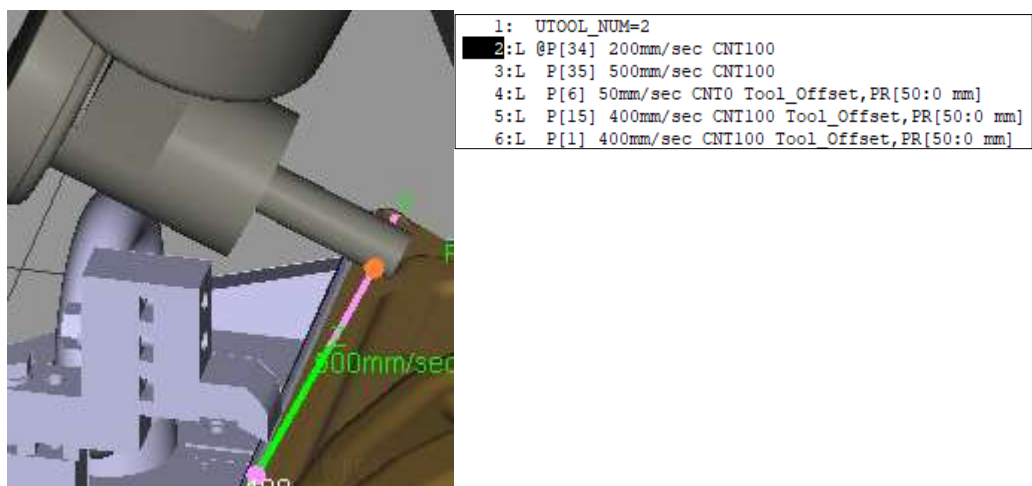 500mm/sec
1: UTOOL_NUM=2
2:L @P[34] 200mm/sec CNT100
3:L P[35] 500mm/sec CNT100
4:L P[6] 50mm/sec CNT0 Tool_Offset,PR[50:0 mm]
5:L P[15] 400mm/sec CNT100 Tool_Offset,PR[50:0 mm]
6:L P[1] 400mm/sec CNT100 Tool_Offset,PR[50:0 mm]